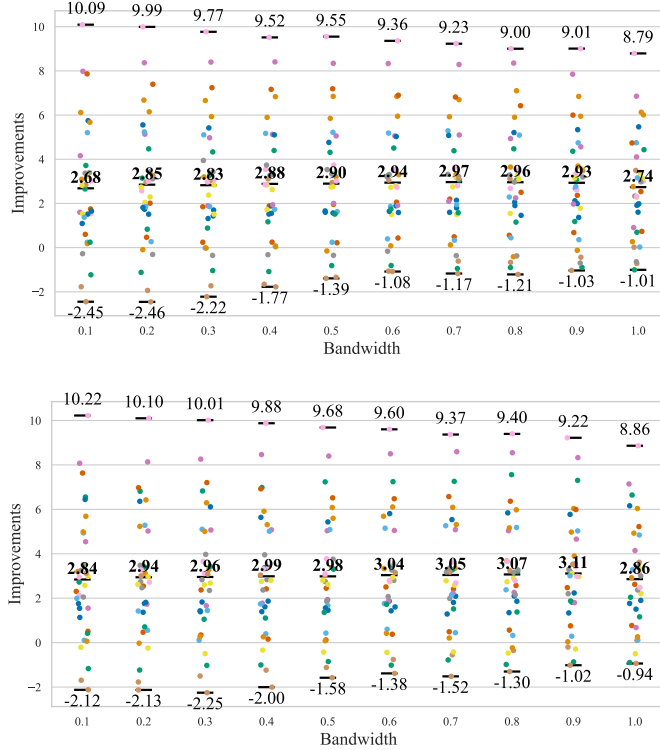 10.09 9.99 9.77 9.52 9.55 9.36 9.23 9.00 9.01 8.79
10
8
6
4
2.68 2.85 2.83 2.88 2.90 2.94 2.97 2.96 2.93 2.74
2
0
−2
-2.45 -2.46 -2.22 -1.77 -1.39 -1.08 -1.17 -1.21 -1.03 -1.01
Improvements
0.1 0.2 0.3 0.4 0.5 0.6 0.7 0.8 0.9 1.0
Bandwidth
10.22 10.10 10.01 9.88 9.68 9.60 9.37 9.40 9.22 8.86
10
8
6
4
2.84 2.94 2.96 2.99 2.98 3.04 3.05 3.07 3.11 2.86
2
0
−2
-2.12 -2.13 -2.25 -2.00 -1.58 -1.38 -1.52 -1.30 -1.02 -0.94
Improvements
0.1 0.2 0.3 0.4 0.5 0.6 0.7 0.8 0.9 1.0
Bandwidth